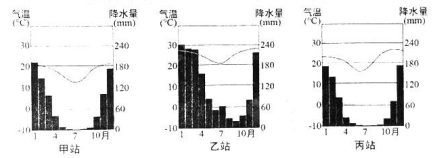 气温 降水量 气温 降水量 气温 降水量
(℃) (mm) (℃) (mm) (℃) (mm)
30 240 30 240 30 240
20 180 20 180 20 180
10 120 10 120 10 120
0 60 0 60 0 60
-10 0 -10 0 -10 0
1 4 7 10月 1 4 7 10月 1 4 7 10月
甲站 乙站 丙站